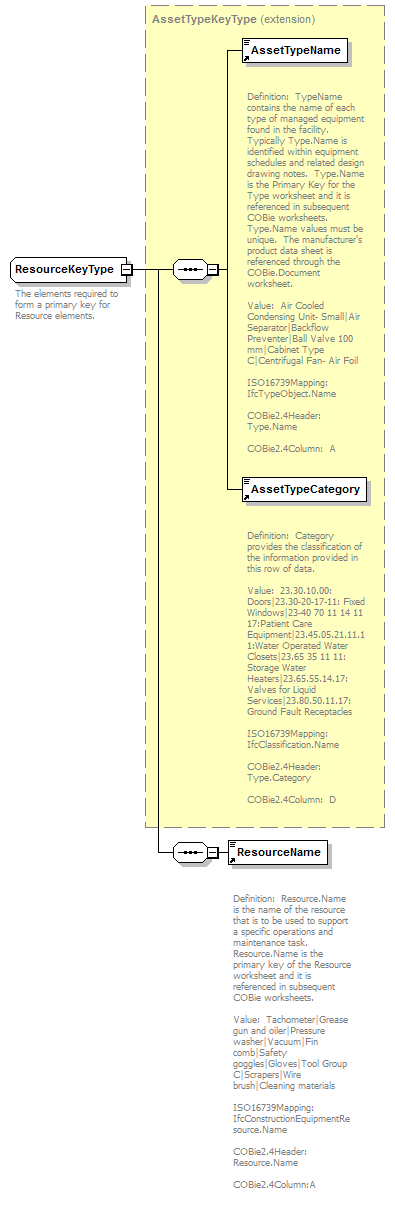 AssetTypeKeyType (extension)
AssetTypeName
Definition:  TypeName
contains the name of each
type of managed equipment
found in the facility.
Typically Type.Name is
identified within equipment
schedules and related design
drawing notes.  Type.Name
is the Primary Key for the
Type worksheet and it is
referenced in subsequent
COBie worksheets.
Type.Name values must be
unique.  The manufacturer's
product data sheet is
referenced through the
COBie.Document
worksheet.
Value:  Air Cooled
Condensing Unit- Small|Air
Separator|Backflow
Preventer|Ball Valve 100
mm|Cabinet Type
C|Centrifugal Fan- Air Foil
ISO16739Mapping:
IfcTypeObject.Name
COBie2.4Header:
Type.Name
COBie2.4Column:  A
ResourceKeyType
The elements required to
form a primary key for
Resource elements.
AssetTypeCategory
Definition:  Category
provides the classification of
the information provided in
this row of data.
Value:  23.30.10.00:
Doors|23.30-20-17-11: Fixed
Windows|23-40 70 11 14 11
17:Patient Care
Equipment|23.45.05.21.11.1
1:Water Operated Water
Closets|23.65 35 11 11:
Storage Water
Heaters|23.65.55.14.17:
Valves for Liquid
Services|23.80.50.11.17:
Ground Fault Receptacles
ISO16739Mapping:
IfcClassification.Name
COBie2.4Header:
Type.Category
COBie2.4Column:  D
ResourceName
Definition:  Resource.Name
is the name of the resource
that is to be used to support
a specific operations and
maintenance task.
Resource.Name is the
primary key of the Resource
worksheet and it is
referenced in subsequent
COBie worksheets.
Value:  Tachometer|Grease
gun and oiler|Pressure
washer|Vacuum|Fin
comb|Safety
goggles|Gloves|Tool Group
C|Scrapers|Wire
brush|Cleaning materials
ISO16739Mapping:
IfcConstructionEquipmentRe
source.Name
COBie2.4Header:
Resource.Name
COBie2.4Column:A